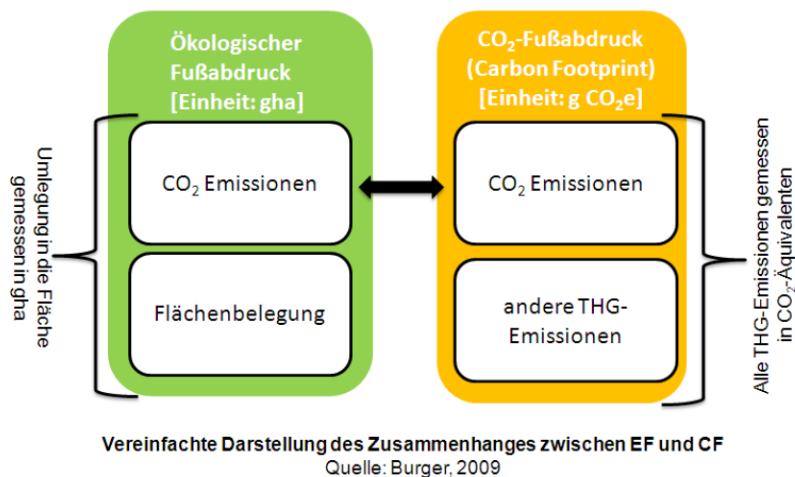 Ökologischer
Fußabdruck
[Einheit: gha]
CO₂ Emissionen
Flächenbelegung
Umlegung in die Fläche
gemessen in gha
CO₂-Fußabdruck
(Carbon Footprint)
[Einheit: g CO₂e]
CO₂ Emissionen
andere THG-
Emissionen
Alle THG-Emissionen gemessen
in CO₂-Äquivalenten
Vereinfachte Darstellung des Zusammenhanges zwischen EF und CF
Quelle: Burger, 2009